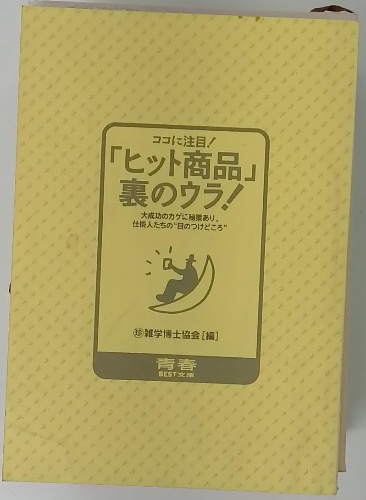 ココに注目!
「ヒット商品」
裏のウラ!
大成功のカゲに秘策あり、
仕掛人たちの"目のつけどころ"
雑学博士協会[編]
青春
BEST文庫